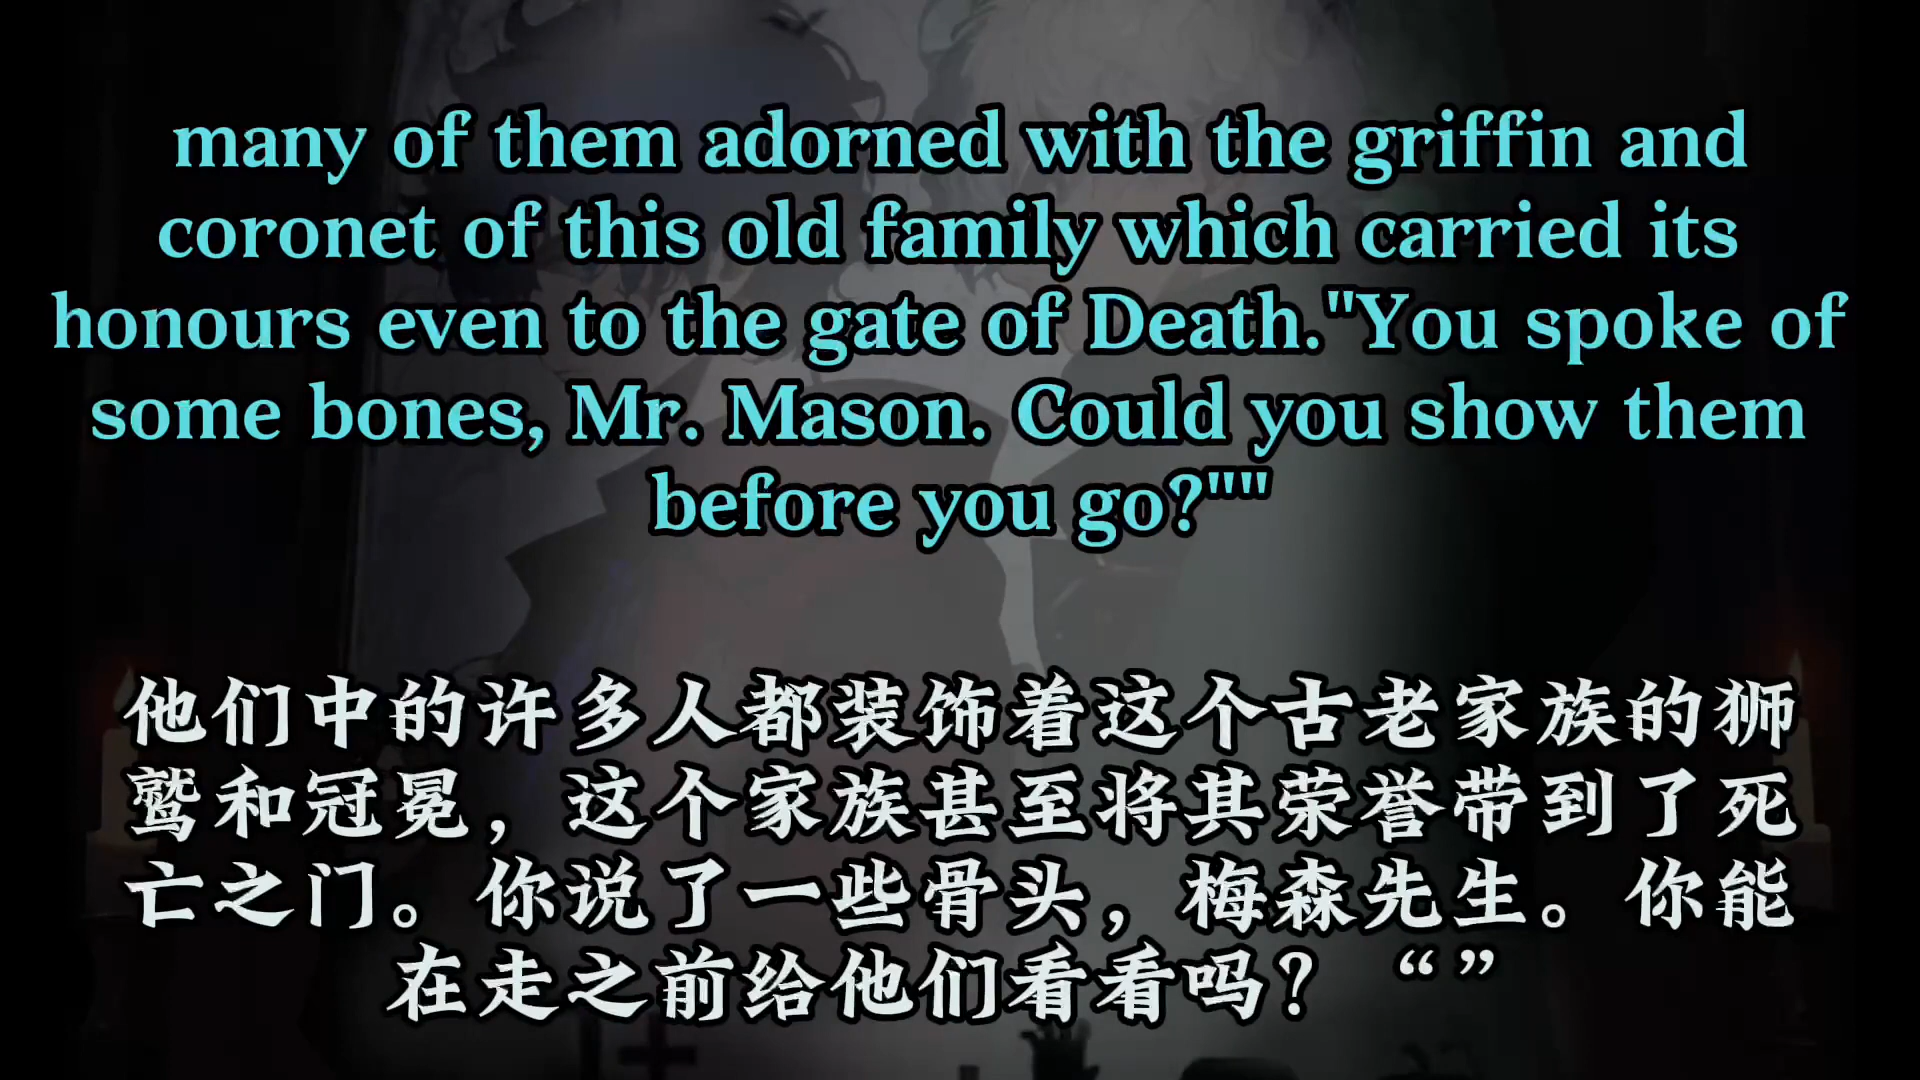 many of them adorned with the griffin and
coronet of this old family which carried its
honours even to the gate of Death."You spoke of
some bones, Mr. Mason. Could you show them
before you go?""
他们中的许多人都装饰着这个古老家族的狮
鹫和冠冕，这个家族甚至将其荣誉带到了死
亡之门。你说了一些骨头，梅森先生。你能
在走之前给他们看看吗？“”